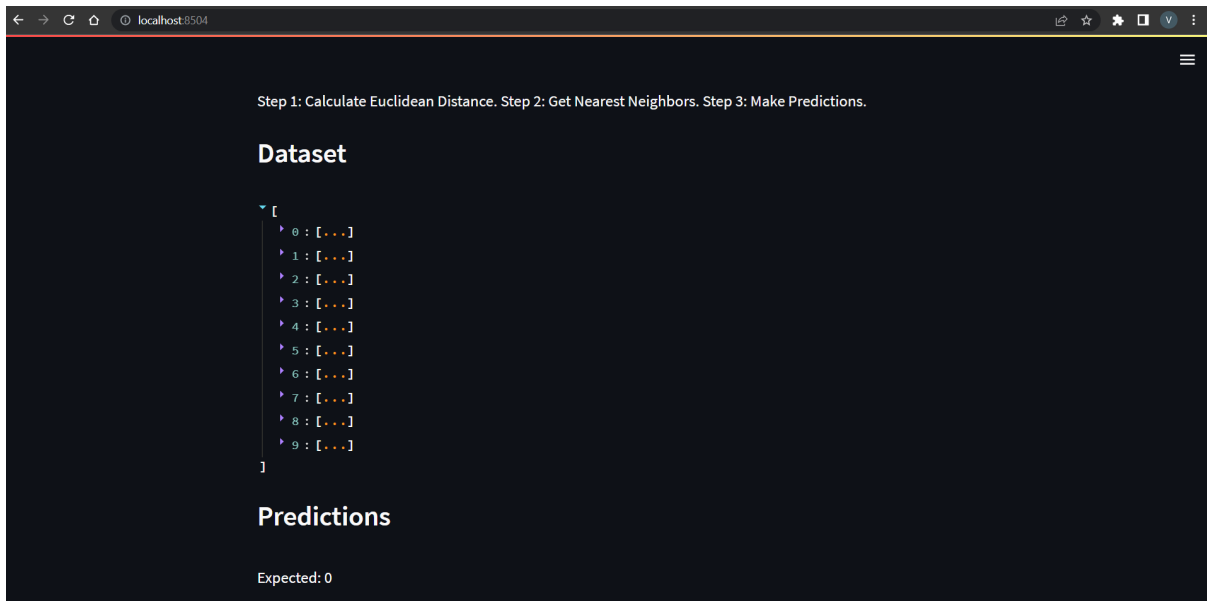 localhost:8504
V
Step 1: Calculate Euclidean Distance. Step 2: Get Nearest Neighbors. Step 3: Make Predictions.
Dataset
[
0 : [...]
1 : [...]
2 : [...]
3 : [...]
4 : [...]
5 : [...]
6 : [...]
7 : [...]
8 : [...]
9 : [...]
]
Predictions
Expected: 0